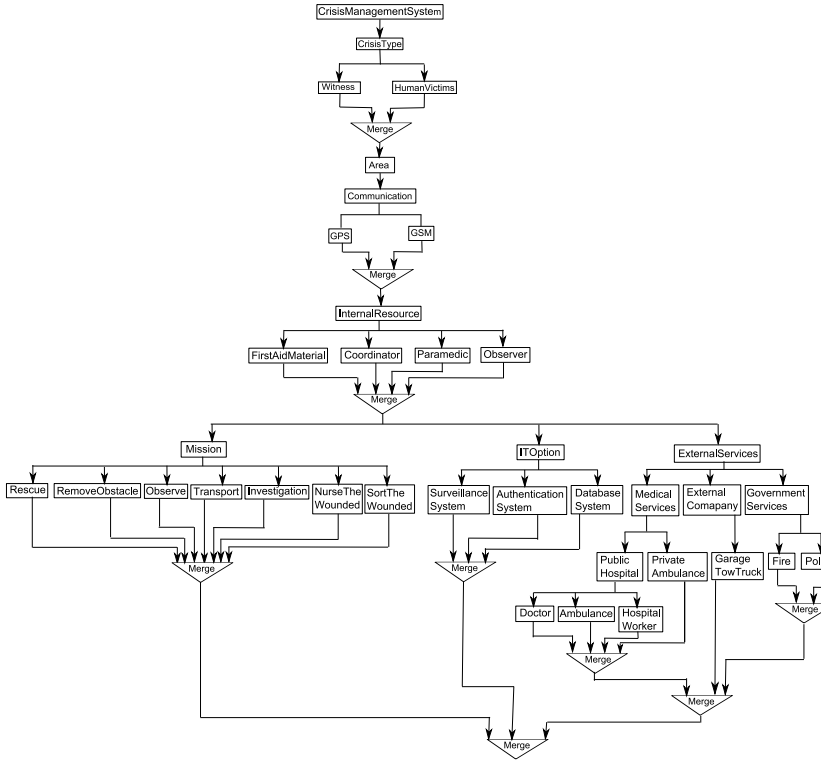 CrisisManagementSystem
CrisisType
Witness
HumanVictims
Merge
Area
Communication
GPS
GSM
Merge
InternalResource
FirstAidMaterial
Coordinator
Paramedic
Observer
Merge
Mission
ITOption
ExternalServices
Rescue
RemoveObstacle
Observe
Transport
Investigation
NurseThe
Wounded
SortThe
Wounded
Surveillance
System
Authentication
System
Database
System
Medical
Services
External
Comapany
Government
Services
Merge
Merge
Public
Hospital
Private
Ambulance
Garage
TowTruck
Fire
Pol
Doctor
Ambulance
Hospital
Worker
Merge
Merge
Merge
Merge